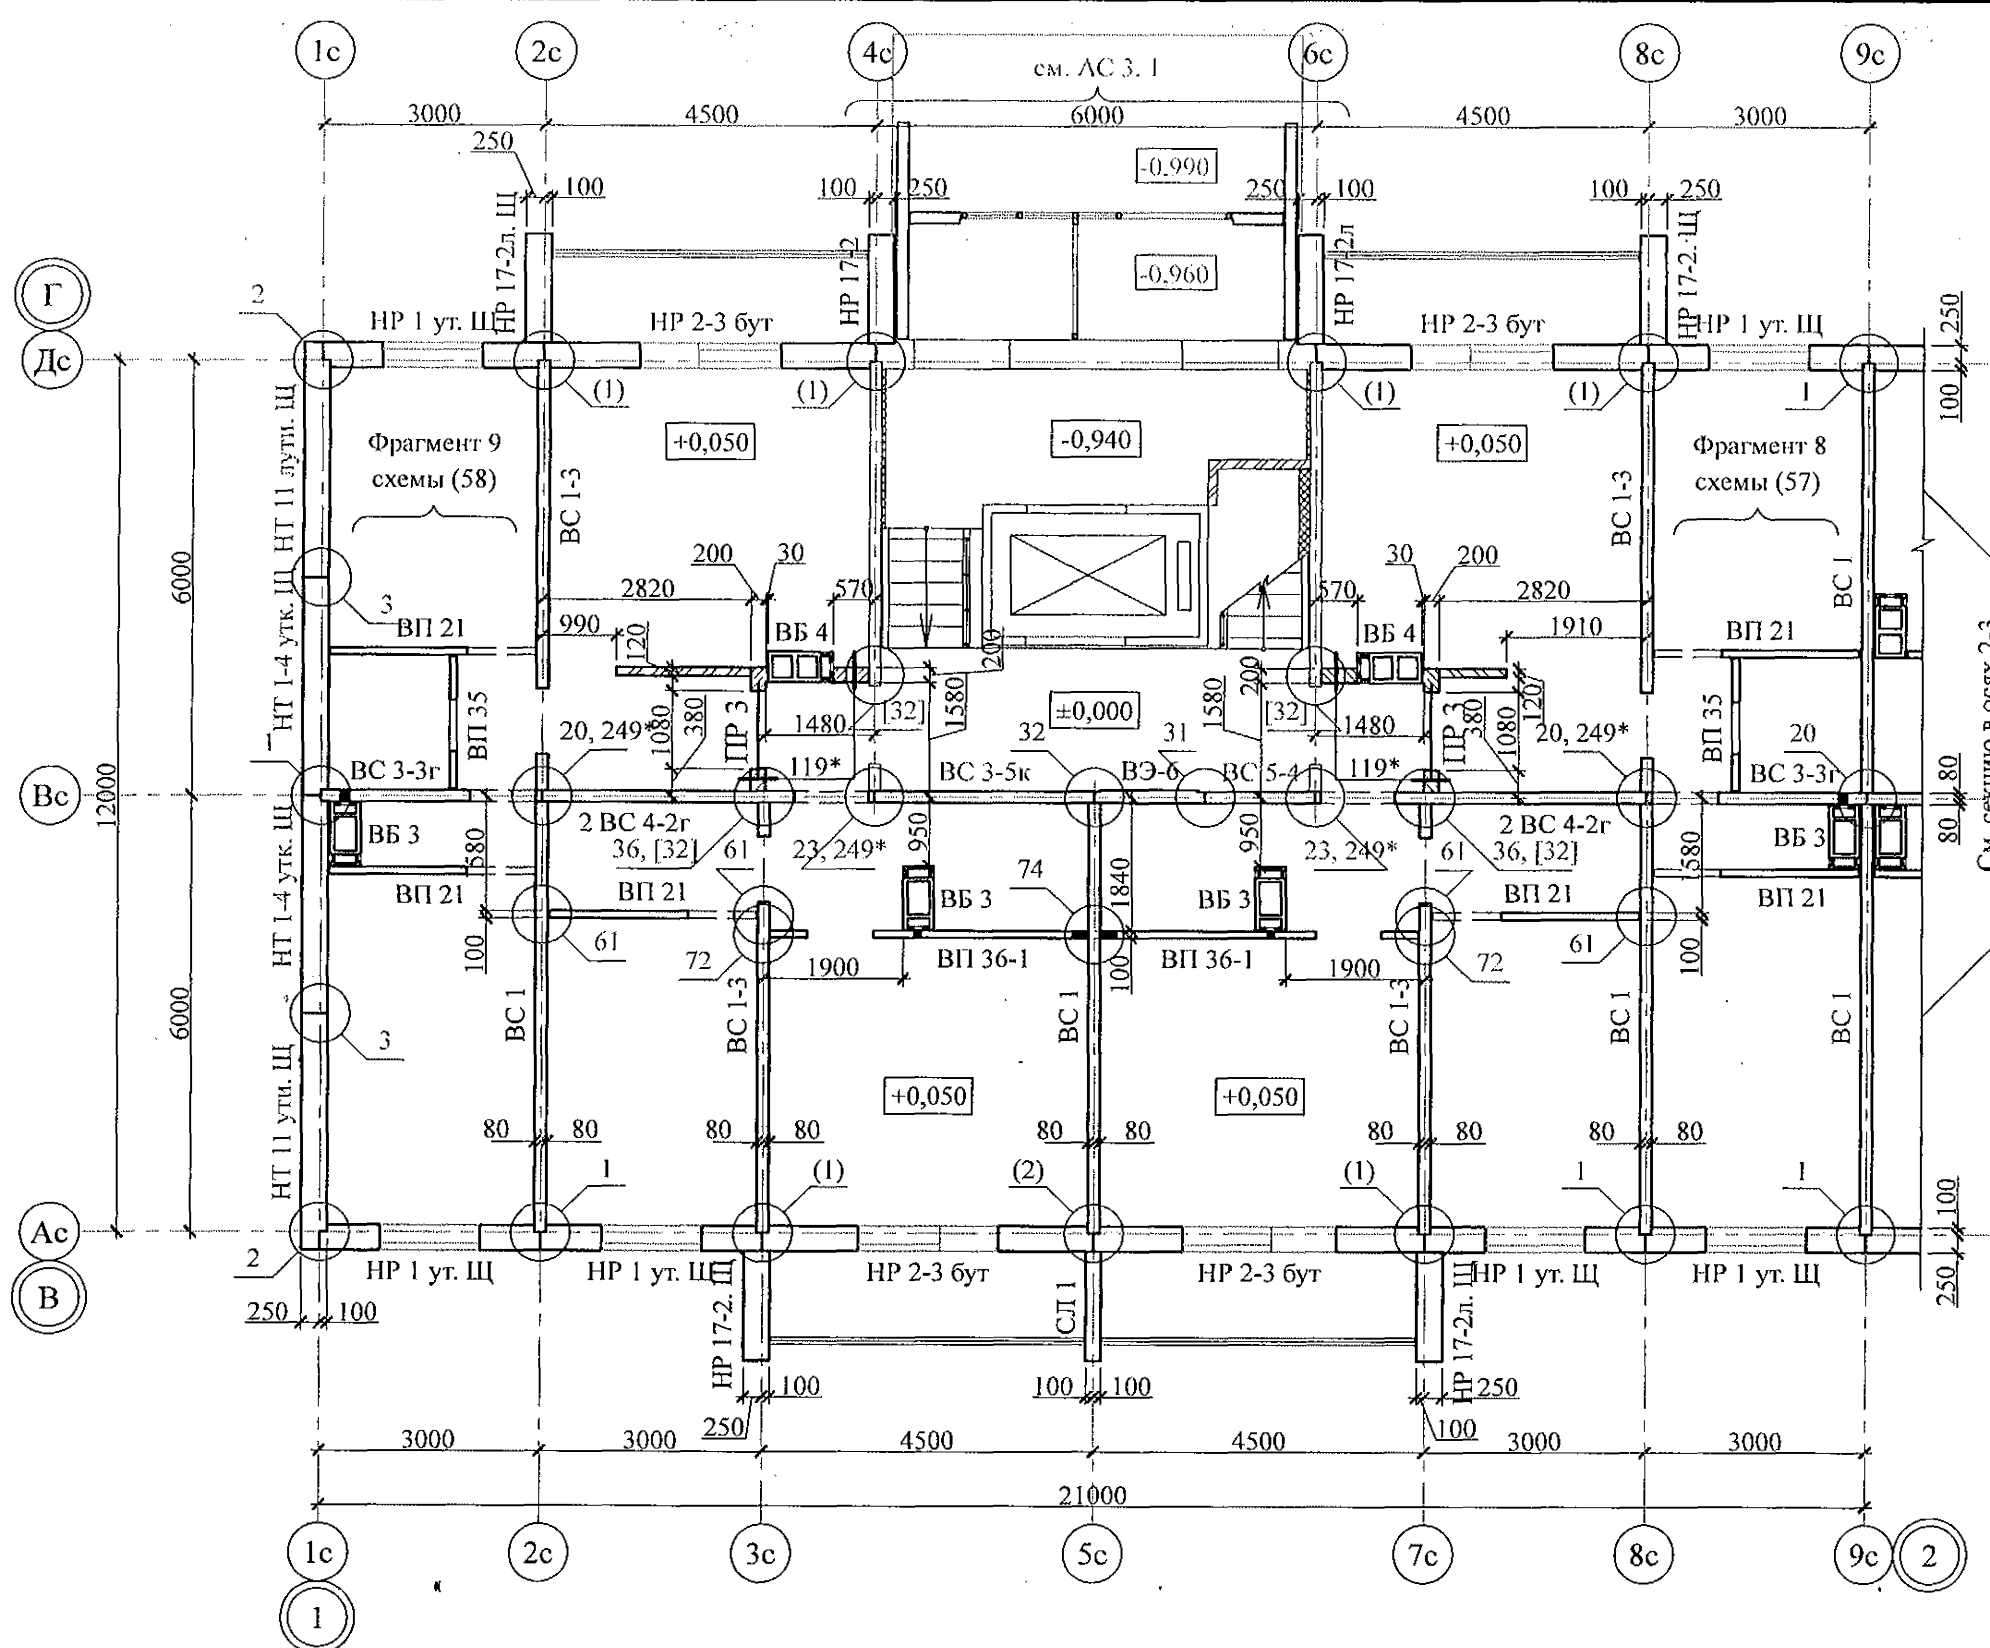 1с 2с 4с 6с 8с 9с
см. АС 3. 1
3000 4500 6000 4500 3000
250 100 100 250 250 100 100 250
-0,990
-0,960
НР 17-2л. Щ
НР 17-2
НР 17-2л
НР 17-2. Щ
Г
Дс
2
НР 1 ут. Щ
НР 2-3 бут
НР 2-3 бут
НР 1 ут. Щ
250
100
(1) (1) (1) (1) 1
+0,050
-0,940
+0,050
Фрагмент 9
схемы (58)
Фрагмент 8
схемы (57)
НТ 11 лути. Щ
НТ 1-4 утк. Щ
НТ 1-4 утк. Щ
НТ 11 ути. Щ
ВС 1-3
ВС 1-3
ВС 1
12000
6000
6000
3
200 30
2820 570
990
120
ВБ 4
ВП 21
ВП 35
30 200
570 2820
1910
120
ВБ 4
ВП 21
ВП 35
200
1580
1580
200
±0,000
1480 [32]
[32] 1480
1080
380
ПР 3
ПР 3
380
1080
20, 249*
32
31
20, 249*
20
Вс
ВС 3-3г
119*
ВС 3-5к
ВЭ-6
ВС 5-4
119*
ВС 3-3г
80
80
ВБ 3
2 ВС 4-2г
36, [32]
61
23, 249*
950
1840
950
23, 249*
61
2 ВС 4-2г
36, [32]
ВБ 3
1580
1580
ВП 21
ВП 21
ВБ 3
74
ВБ 3
ВП 21
ВП 21
100
61
72
1900
ВП 36-1
100
ВП 36-1
1900
72
61
100
ВС 1
ВС 1-3
ВС 1
ВС 1-3
ВС 1
ВС 1
3
+0,050
+0,050
80 80 80 80 80 80 80 80 80 80
1 (1) (2) (1) 1 1
Ас
В
2
НР 1 ут. Щ
НР 1 ут. Щ
НР 2-3 бут
НР 2-3 бут
НР 1 ут. Щ
НР 1 ут. Щ
100
250
250 100
НР 17-2. Щ
СЛ 1
НР 17-2л. Щ
250 100
100 100
100 250
3000 3000 4500 4500 3000 3000
21000
1с 2с 3с 5с 7с 8с 9с 2
1
См. секцию в осях 2-3